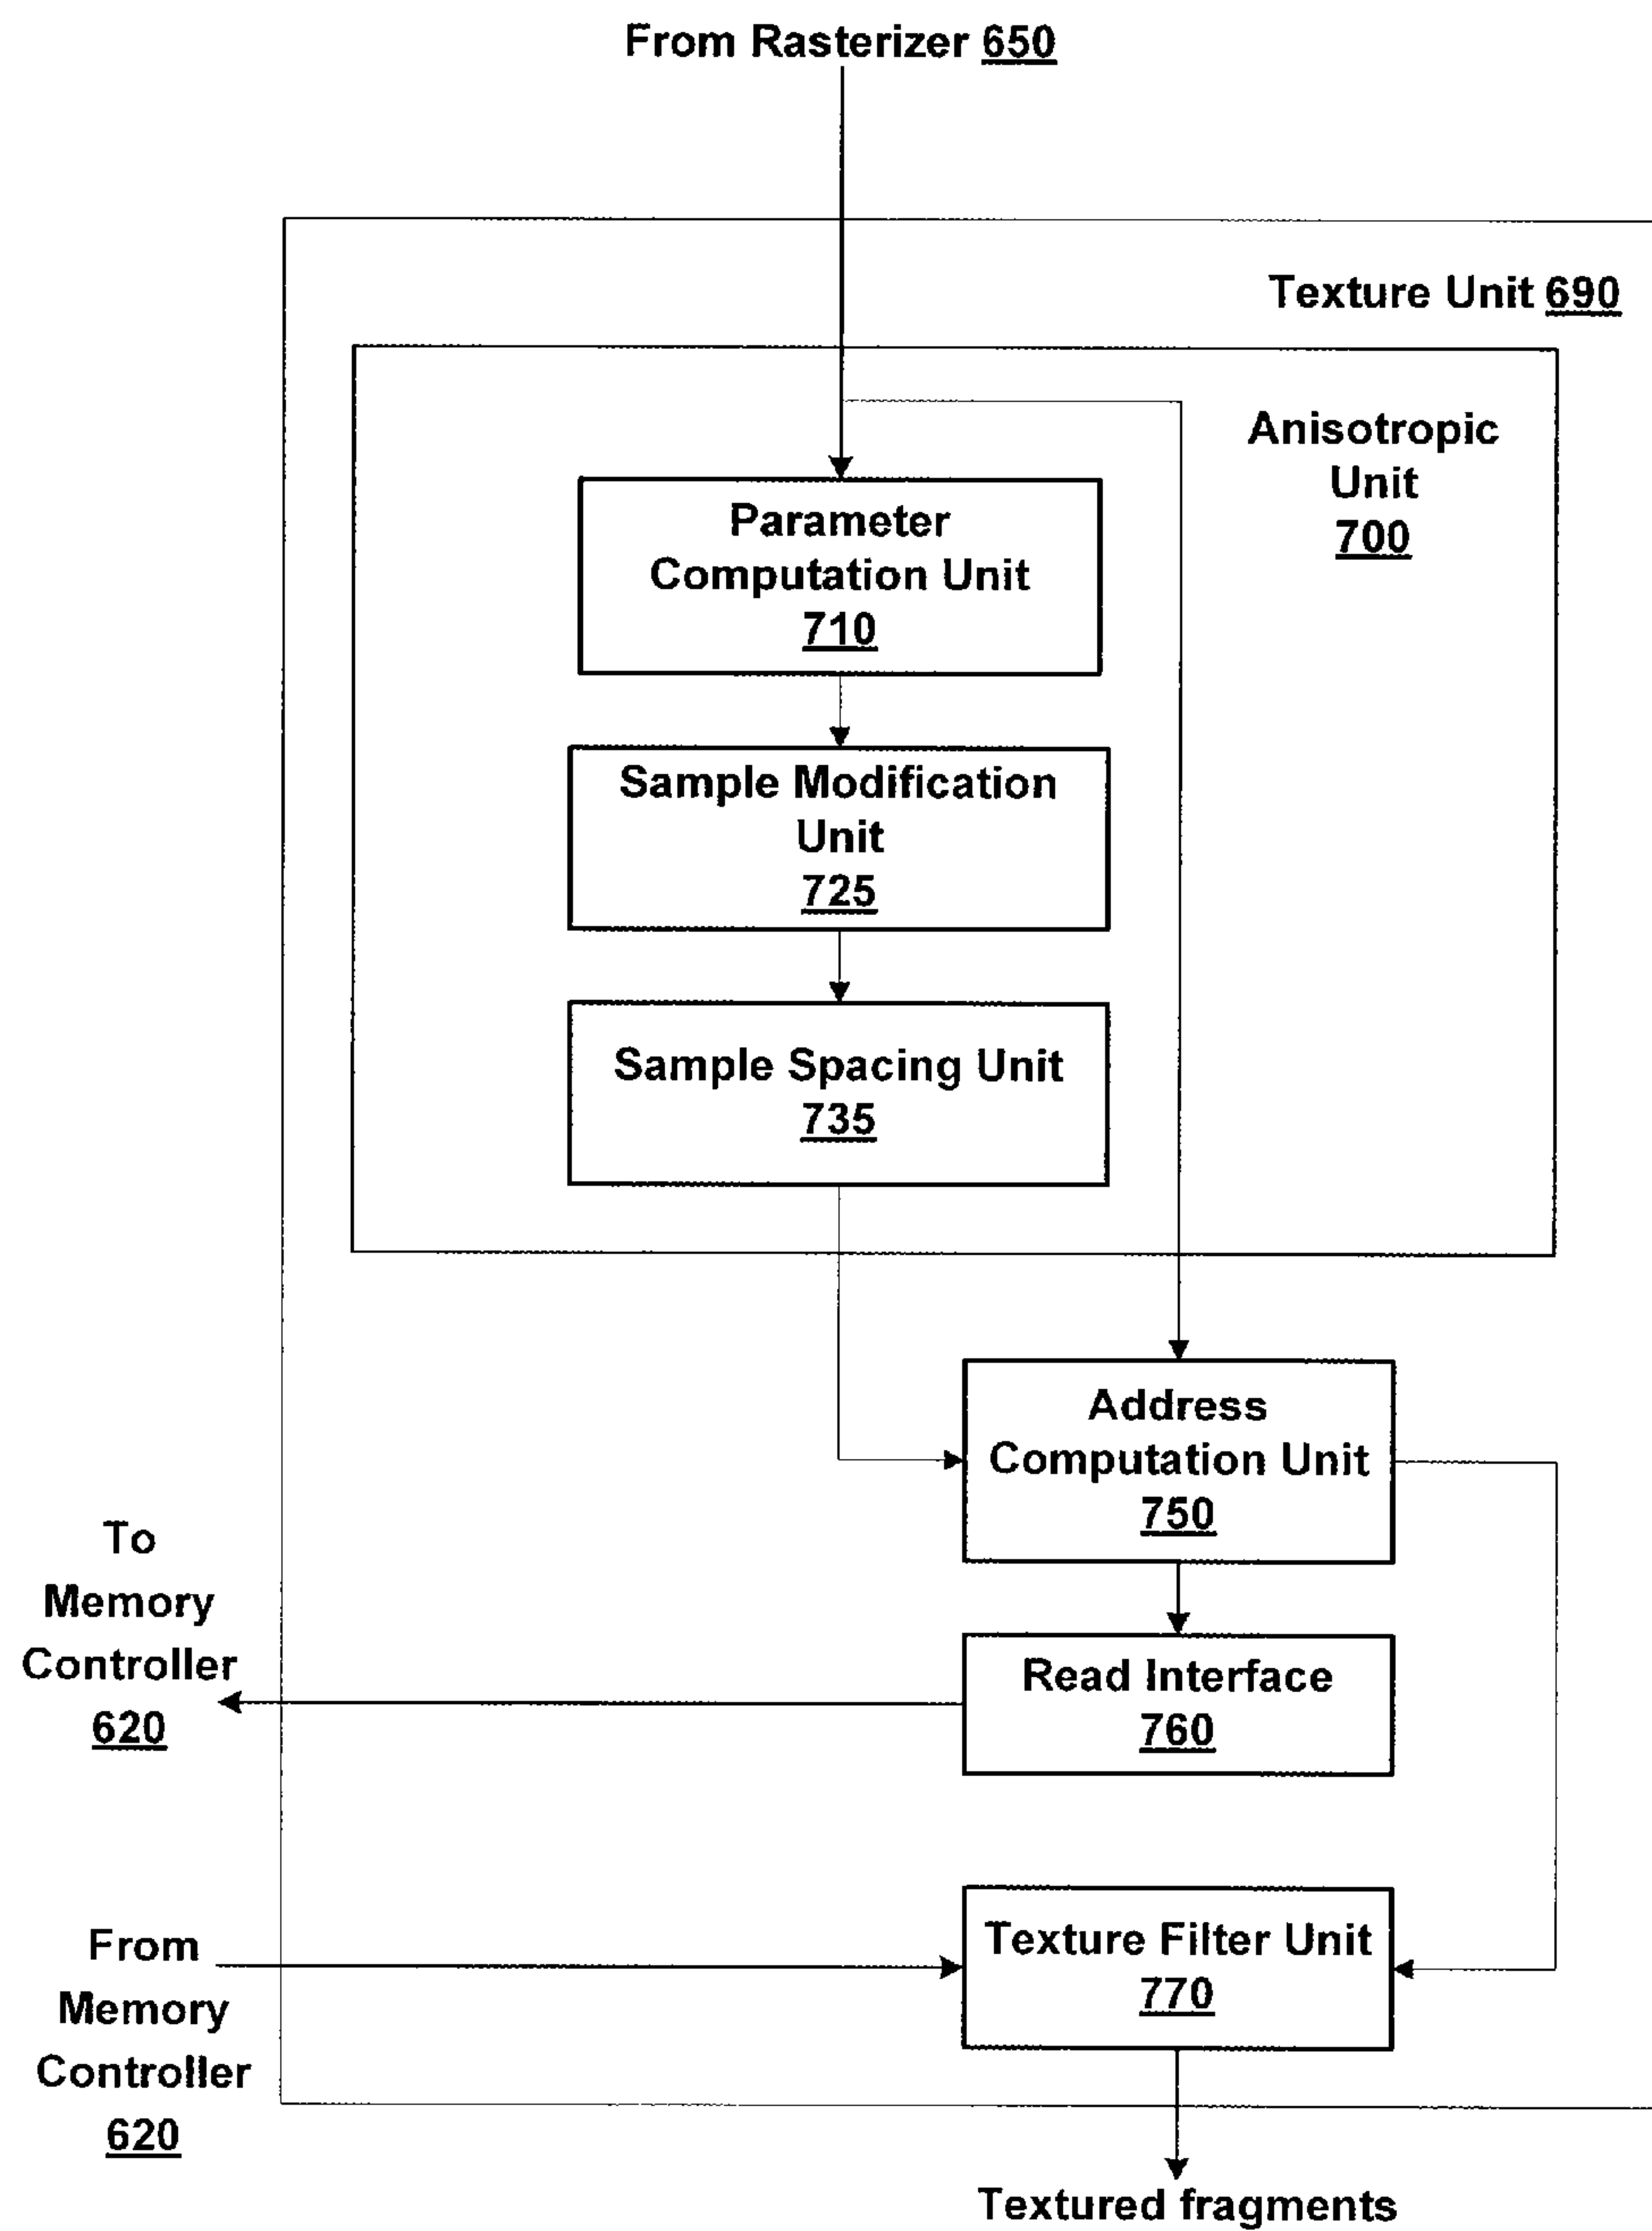 From Rasterizer 650
Texture Unit 690
Anisotropic
Unit
700
Parameter
Computation Unit
710
Sample Modification
Unit
725
Sample Spacing Unit
735
Address
Computation Unit
750
To
Memory
Controller
620
Read Interface
760
From
Memory
Controller
620
Texture Filter Unit
770
Textured fragments